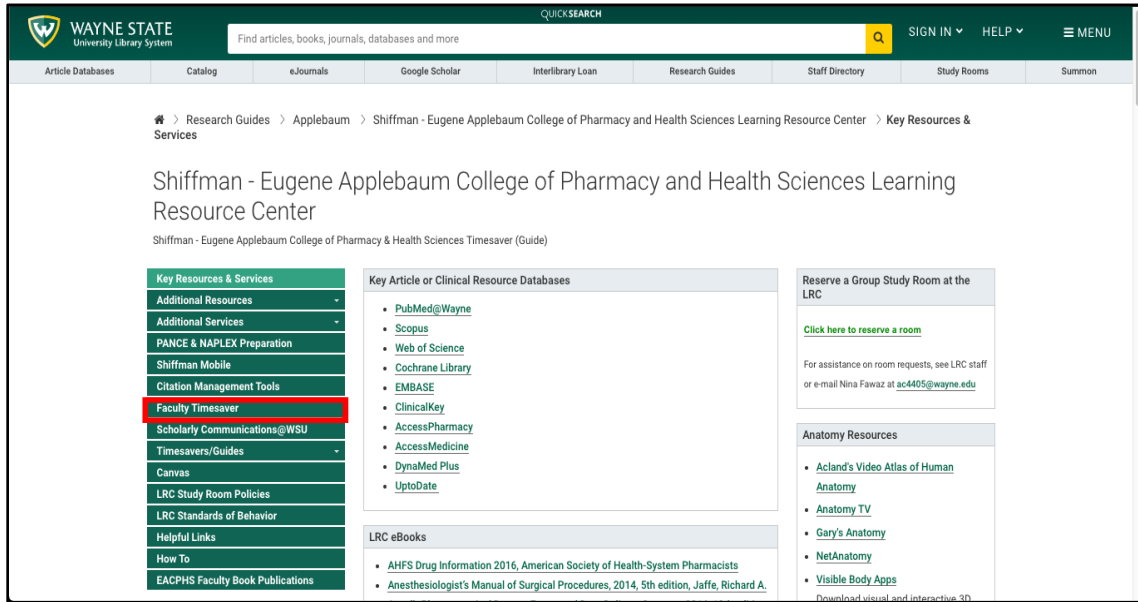 QUICKSEARCH
WAYNE STATE
University Library System
Find articles, books, journals, databases and more
SIGN IN
HELP
MENU
Article Databases
Catalog
eJournals
Google Scholar
Interlibrary Loan
Research Guides
Staff Directory
Study Rooms
Summon
Research Guides > Applebaum > Shiffman - Eugene Applebaum College of Pharmacy and Health Sciences Learning Resource Center > Key Resources &
Services
Shiffman - Eugene Applebaum College of Pharmacy and Health Sciences Learning
Resource Center
Shiffman - Eugene Applebaum College of Pharmacy & Health Sciences Timesaver (Guide)
Key Resources & Services
Additional Resources
Additional Services
PANCE & NAPLEX Preparation
Shiffman Mobile
Citation Management Tools
Faculty Timesaver
Scholarly Communications@WSU
Timesavers/Guides
Canvas
LRC Study Room Policies
LRC Standards of Behavior
Helpful Links
How To
EACPHS Faculty Book Publications
Key Article or Clinical Resource Databases
PubMed@Wayne
Scopus
Web of Science
Cochrane Library
EMBASE
ClinicalKey
AccessPharmacy
AccessMedicine
DynaMed Plus
UptoDate
LRC eBooks
AHFS Drug Information 2016, American Society of Health-System Pharmacists
Anesthesiologist's Manual of Surgical Procedures, 2014, 5th edition, Jaffe, Richard A.
Reserve a Group Study Room at the
LRC
Click here to reserve a room
For assistance on room requests, see LRC staff
or e-mail Nina Fawaz at ac4405@wayne.edu
Anatomy Resources
Acland's Video Atlas of Human
Anatomy
Anatomy TV
Gary's Anatomy
NetAnatomy
Visible Body Apps
Download visual and interactive 3D